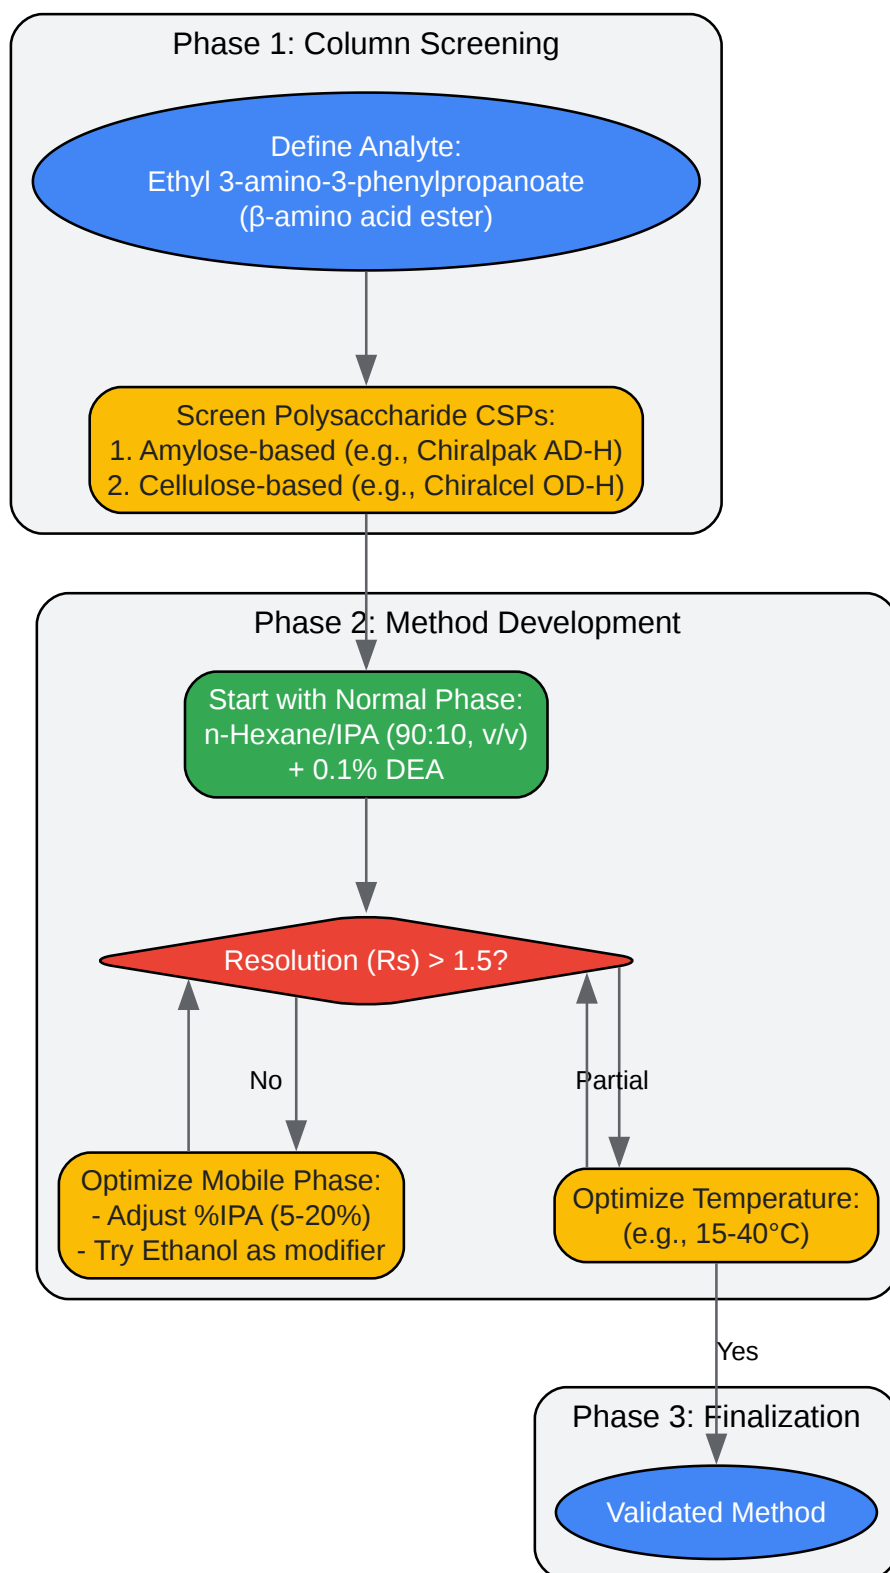 Phase 1: Column Screening
Define Analyte:
Ethyl 3-amino-3-phenylpropanoate
(β-amino acid ester)
Screen Polysaccharide CSPs:
1. Amylose-based (e.g., Chiralpak AD-H)
2. Cellulose-based (e.g., Chiralcel OD-H)
Phase 2: Method Development
Start with Normal Phase:
n-Hexane/IPA (90:10, v/v)
+ 0.1% DEA
Resolution (Rs) > 1.5?
No
Partial
Optimize Mobile Phase:
- Adjust %IPA (5-20%)
- Try Ethanol as modifier
Optimize Temperature:
(e.g., 15-40°C)
Yes
Phase 3: Finalization
Validated Method